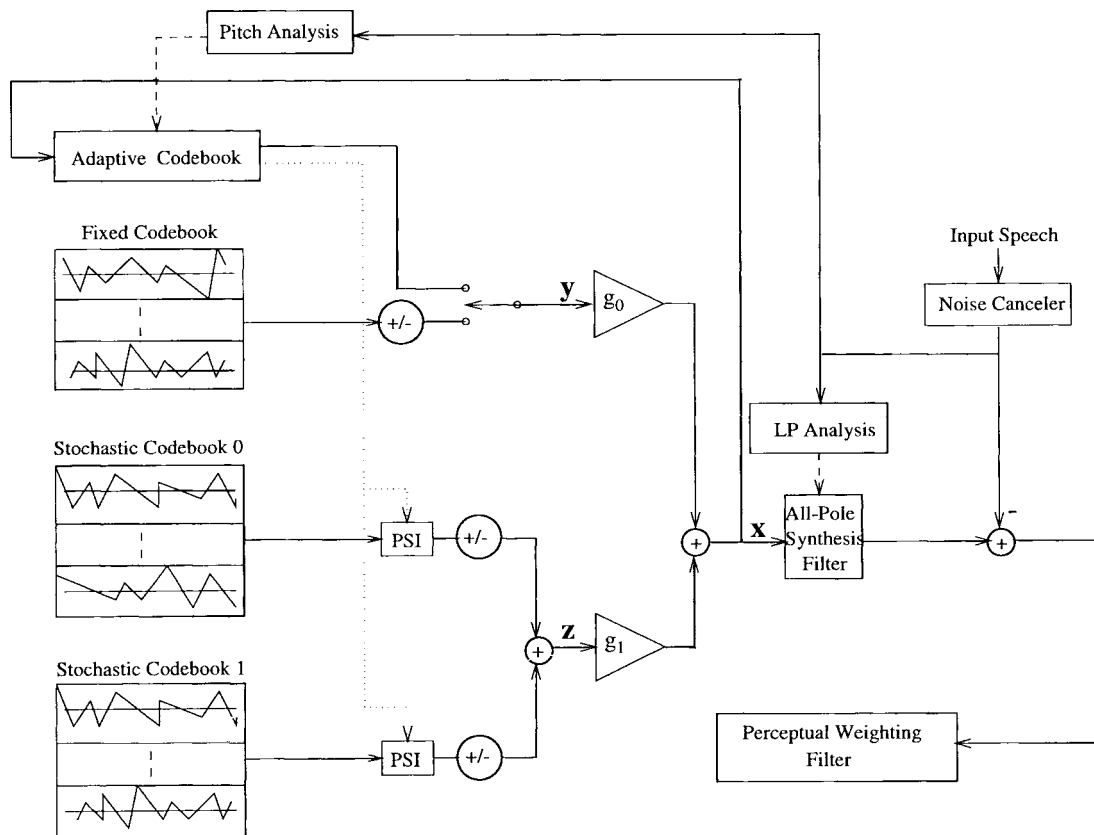 Pitch Analysis
Adaptive Codebook
Fixed Codebook
Input Speech
y
g0
Noise Canceler
+/-
LP Analysis
Stochastic Codebook 0
-
All-Pole
Synthesis
Filter
PSI
+/-
+
x
+
z
g1
+
Stochastic Codebook 1
Perceptual Weighting
Filter
PSI
+/-